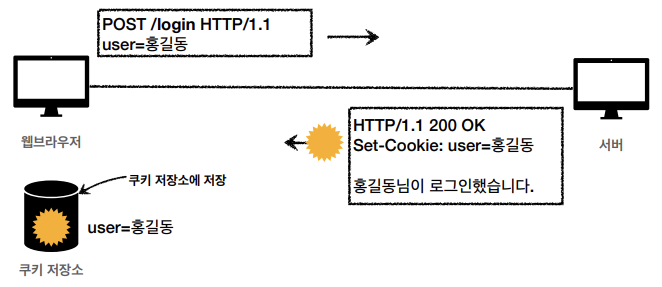 POST /login HTTP/1.1
user=홍길동
웹브라우저
서버
HTTP/1.1 200 OK
Set-Cookie: user=홍길동
홍길동님이 로그인했습니다.
쿠키 저장소에 저장
user=홍길동
쿠키 저장소